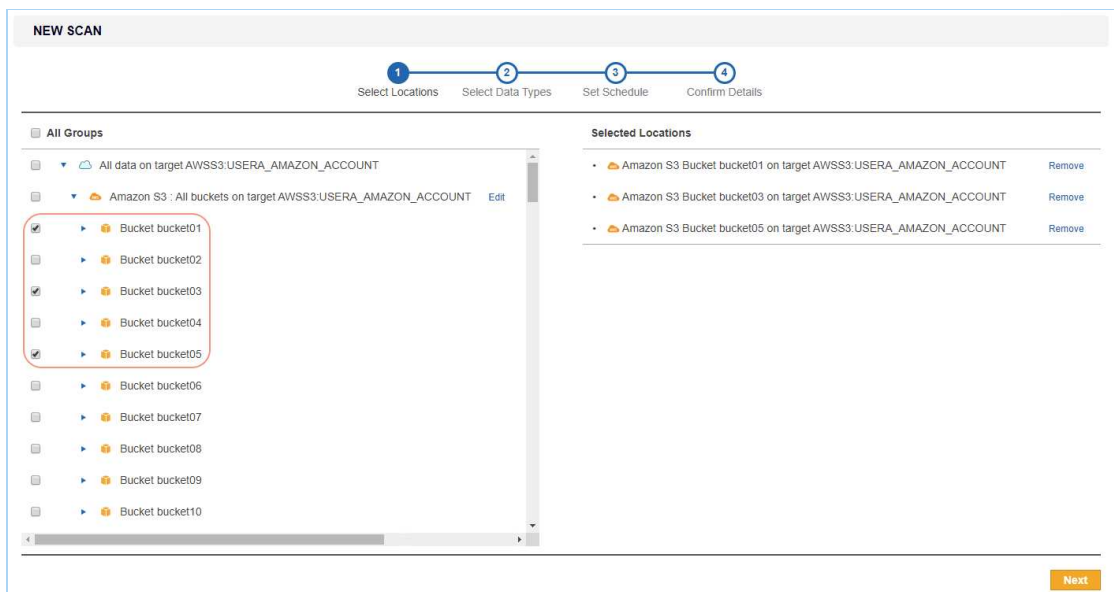 NEW SCAN
1 2 3 4
Select Locations Select Data Types Set Schedule Confirm Details
All Groups
All data on target AWSS3:USERA_AMAZON_ACCOUNT
Amazon S3 : All buckets on target AWSS3:USERA_AMAZON_ACCOUNT Edit
Bucket bucket01
Bucket bucket02
Bucket bucket03
Bucket bucket04
Bucket bucket05
Bucket bucket06
Bucket bucket07
Bucket bucket08
Bucket bucket09
Bucket bucket10
Selected Locations
Amazon S3 Bucket bucket01 on target AWSS3:USERA_AMAZON_ACCOUNT Remove
Amazon S3 Bucket bucket03 on target AWSS3:USERA_AMAZON_ACCOUNT Remove
Amazon S3 Bucket bucket05 on target AWSS3:USERA_AMAZON_ACCOUNT Remove
Next